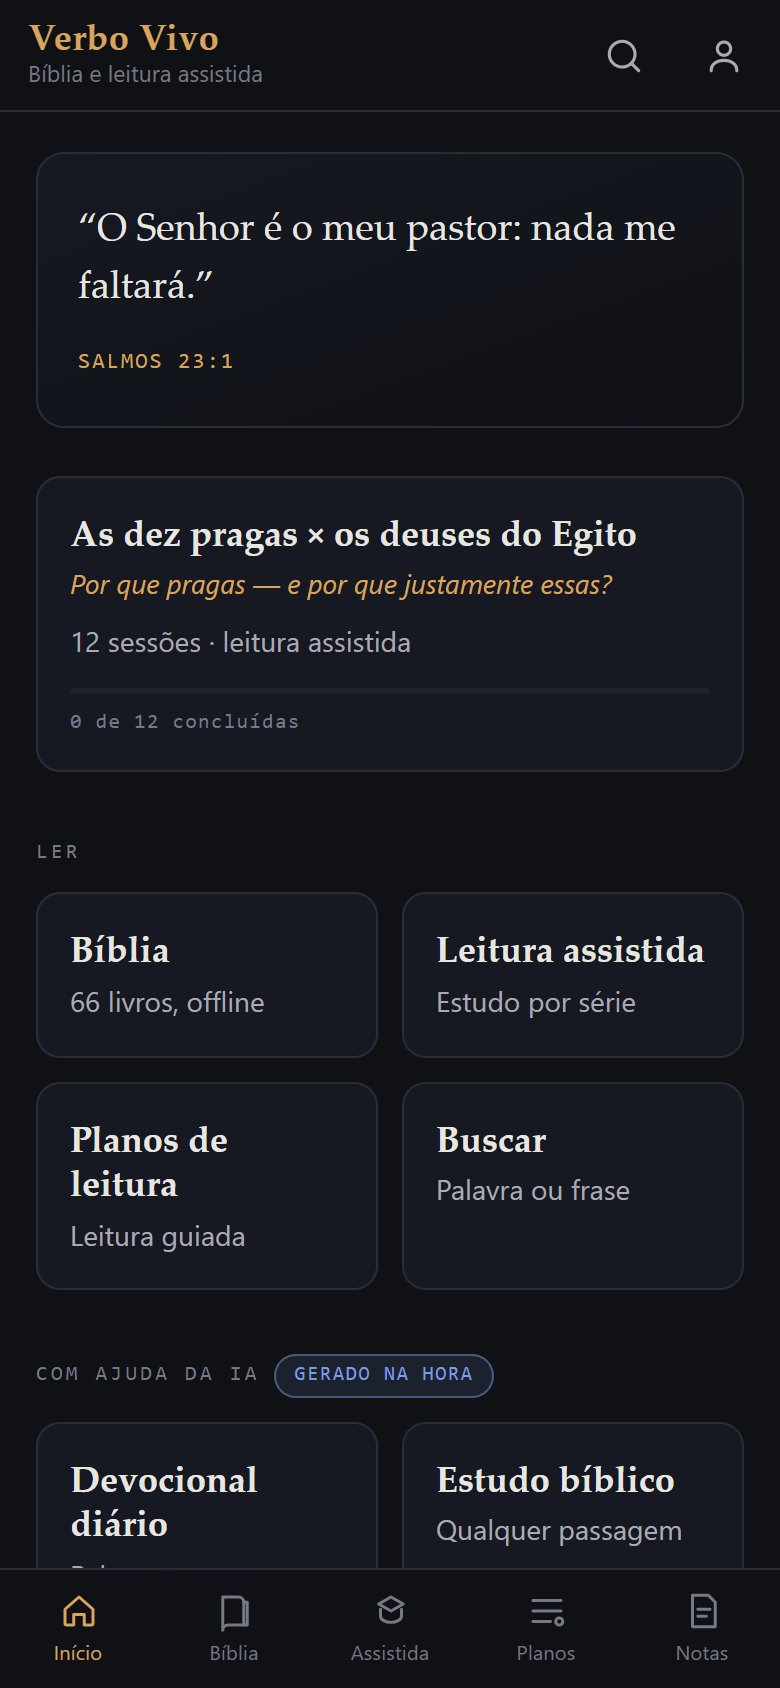 Verbo Vivo
Bíblia e leitura assistida
“O Senhor é o meu pastor: nada me
faltará.”
SALMOS 23:1
As dez pragas × os deuses do Egito
Por que pragas — e por que justamente essas?
12 sessões · leitura assistida
0 de 12 concluídas
LER
Bíblia
66 livros, offline
Leitura assistida
Estudo por série
Planos de
leitura
Leitura guiada
Buscar
Palavra ou frase
COM AJUDA DA IA
GERADO NA HORA
Devocional
diário
Estudo bíblico
Qualquer passagem
Início
Bíblia
Assistida
Planos
Notas